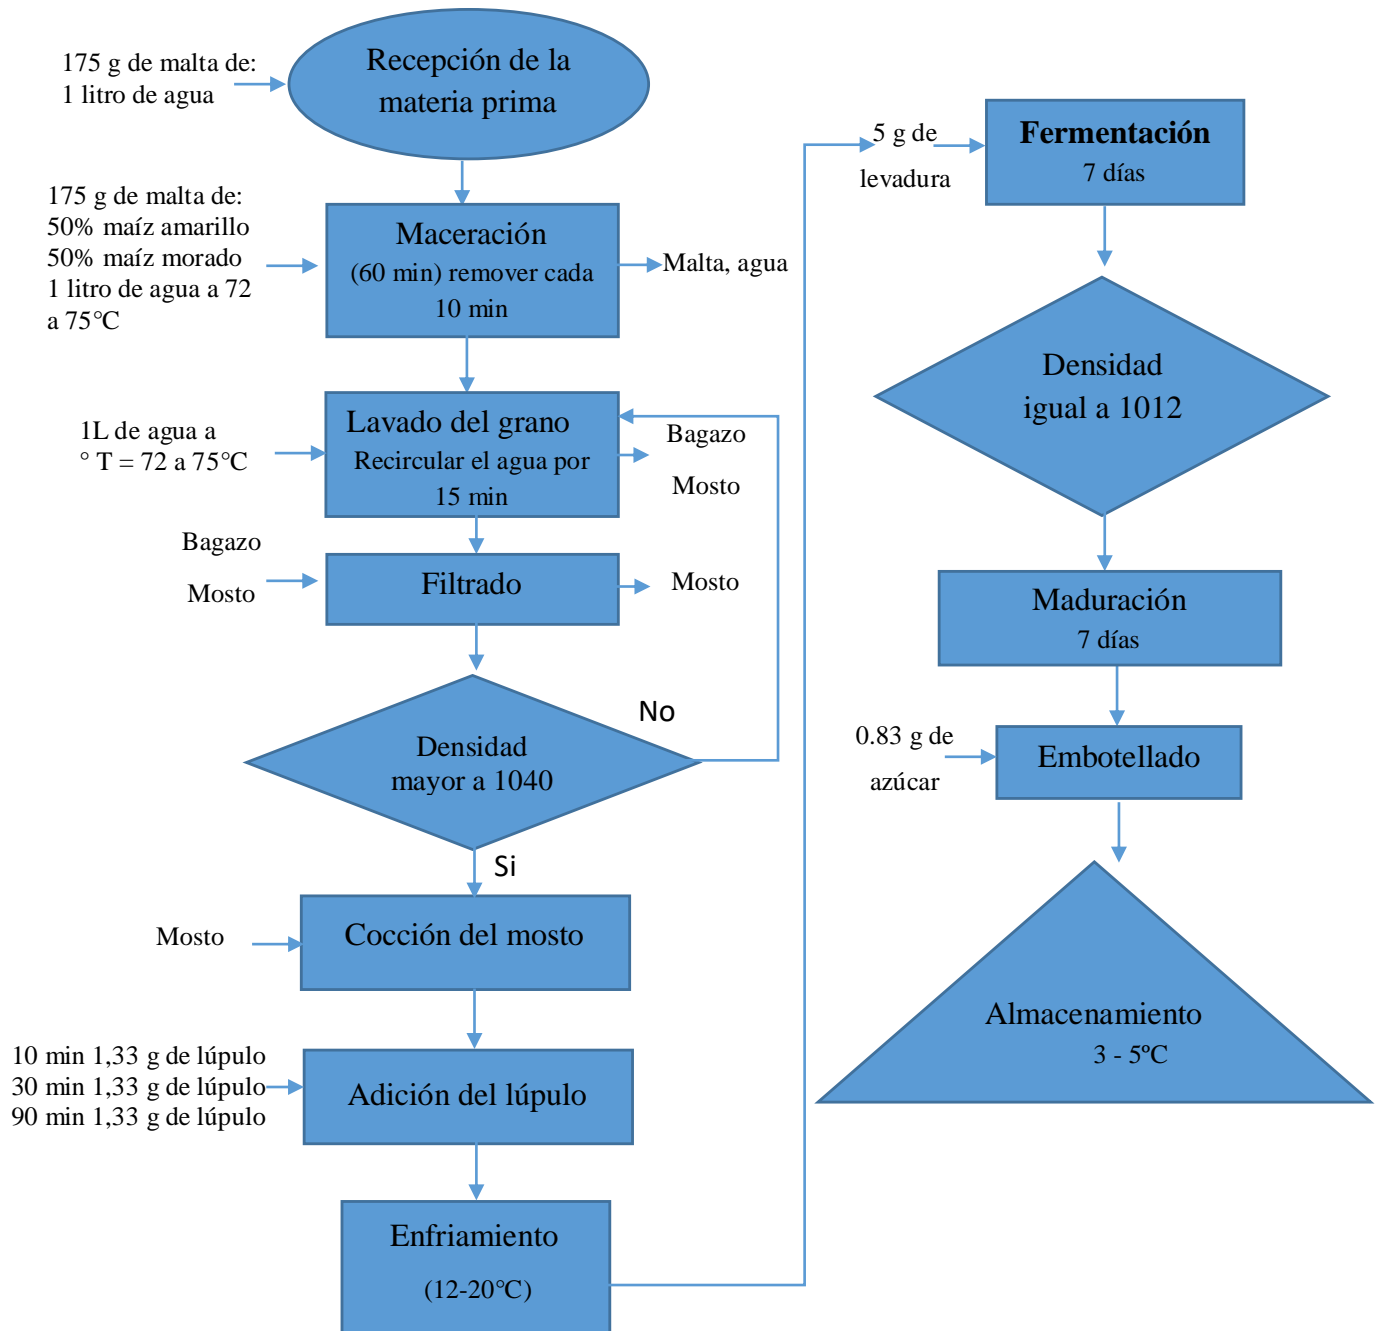 175 g de malta de:
1 litro de agua
Recepción de la
materia prima
175 g de malta de:
50% maíz amarillo
50% maíz morado
1 litro de agua a 72
a 75°C
Maceración
(60 min) remover cada
10 min
Malta, agua
1L de agua a
° T = 72 a 75°C
Lavado del grano
Recircular el agua por
15 min
Bagazo
Mosto
Bagazo
Mosto
Filtrado
Mosto
Densidad
mayor a 1040
No
Si
Mosto
Cocción del mosto
10 min 1,33 g de lúpulo
30 min 1,33 g de lúpulo
90 min 1,33 g de lúpulo
Adición del lúpulo
Enfriamiento
(12-20°C)
5 g de
levadura
Fermentación
7 días
Densidad
igual a 1012
Maduración
7 días
0.83 g de
azúcar
Embotellado
Almacenamiento
3 - 5ºC